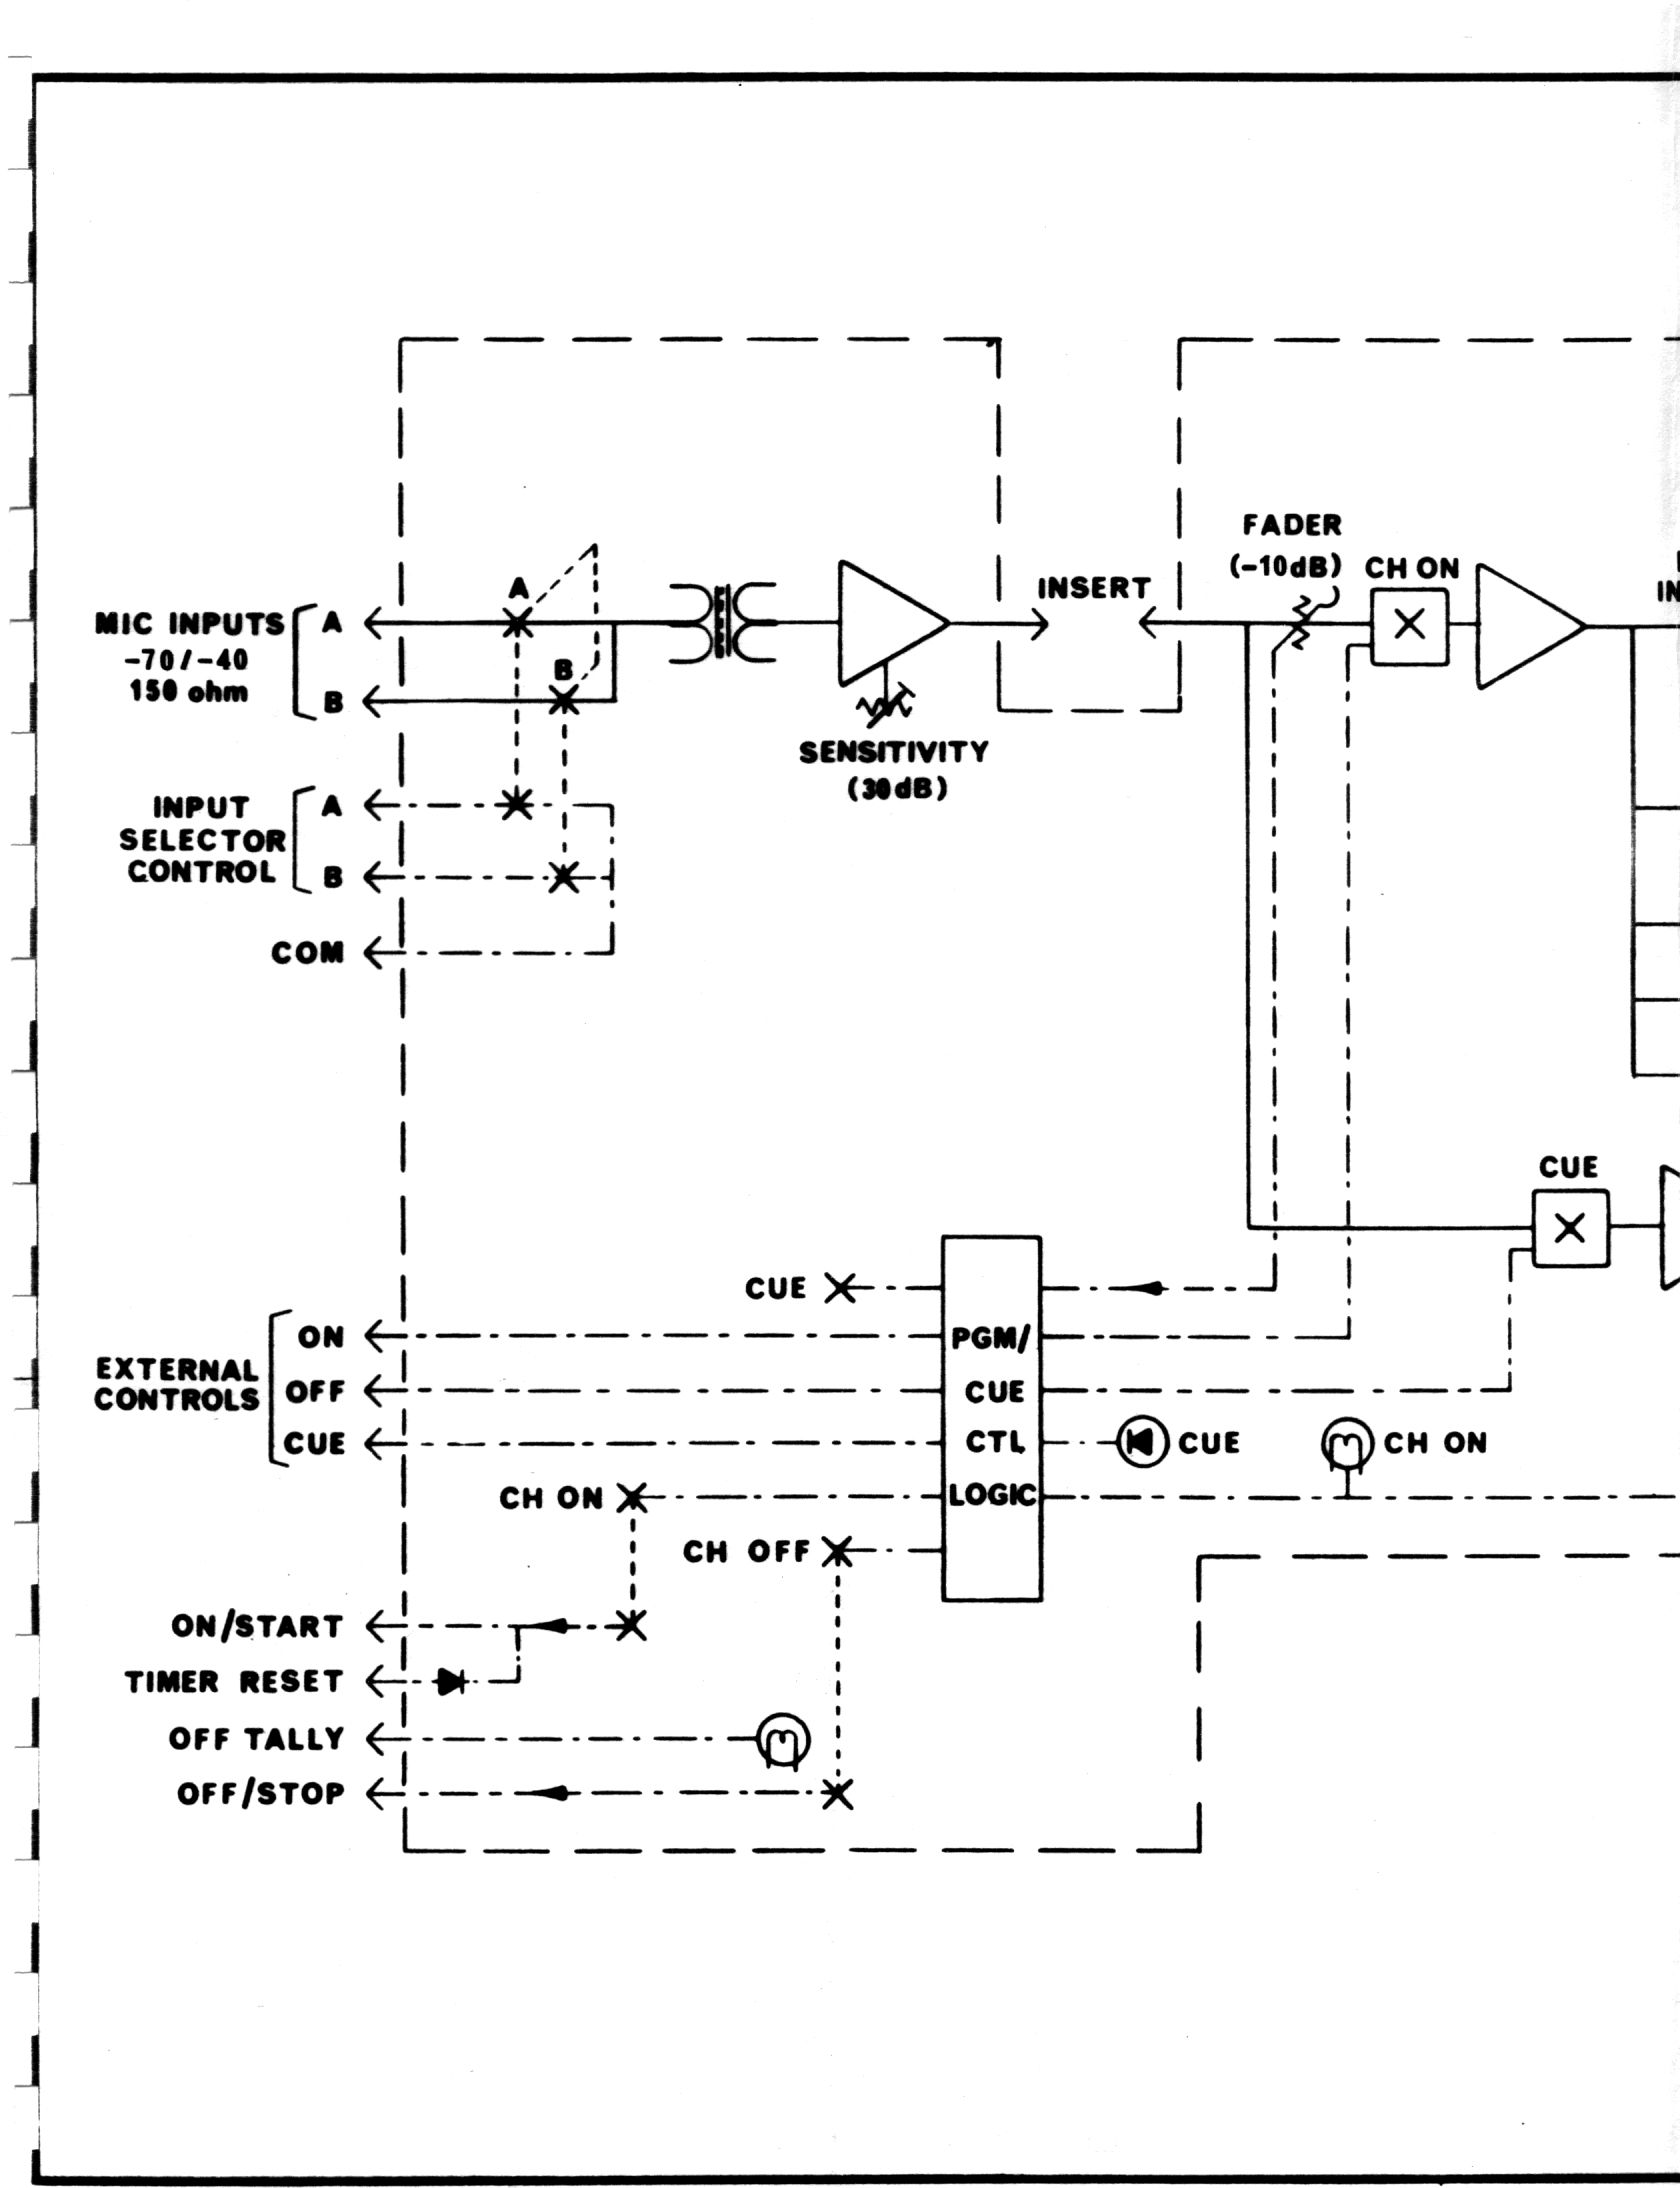 FADER
(-10dB)
CH ON
INSERT
IN
A
MIC INPUTS
A
-70/-40
150 ohm
B
B
SENSITIVITY
(30dB)
INPUT
SELECTOR
CONTROL
A
B
COM
CUE
CUE
EXTERNAL
CONTROLS
ON
OFF
CUE
PGM/
CUE
CTL
LOGIC
CUE
CH ON
CH ON
CH OFF
ON/START
TIMER RESET
OFF TALLY
OFF/STOP